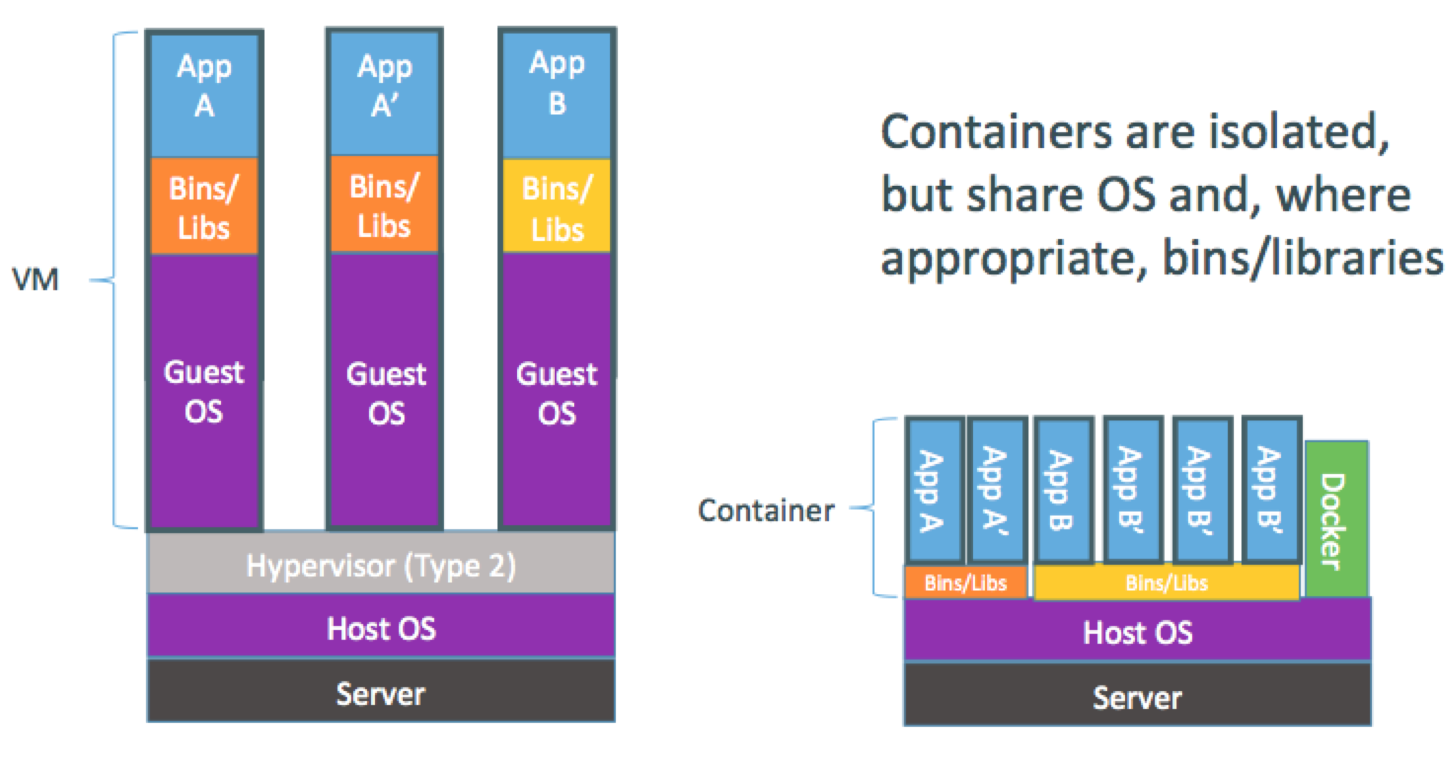 VM
App
A
Bins/
Libs
Guest
OS
App
A’
Bins/
Libs
Guest
OS
App
B
Bins/
Libs
Guest
OS
Hypervisor (Type 2)
Host OS
Server
Containers are isolated,
but share OS and, where
appropriate, bins/libraries
Container
App A
App A’
App B
App B’
App B’
App B’
Docker
Bins/Libs
Bins/Libs
Host OS
Server